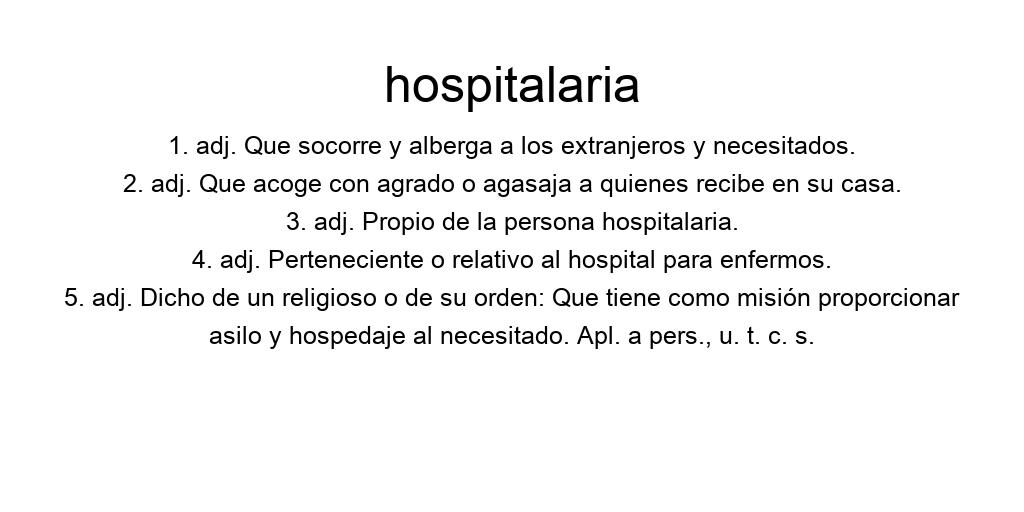 hospitalaria
1. adj. Que socorre y alberga a los extranjeros y necesitados.
2. adj. Que acoge con agrado o agasaja a quienes recibe en su casa.
3. adj. Propio de la persona hospitalaria.
4. adj. Perteneciente o relativo al hospital para enfermos.
5. adj. Dicho de un religioso o de su orden: Que tiene como misión proporcionar
asilo y hospedaje al necesitado. Apl. a pers., u. t. c. s.